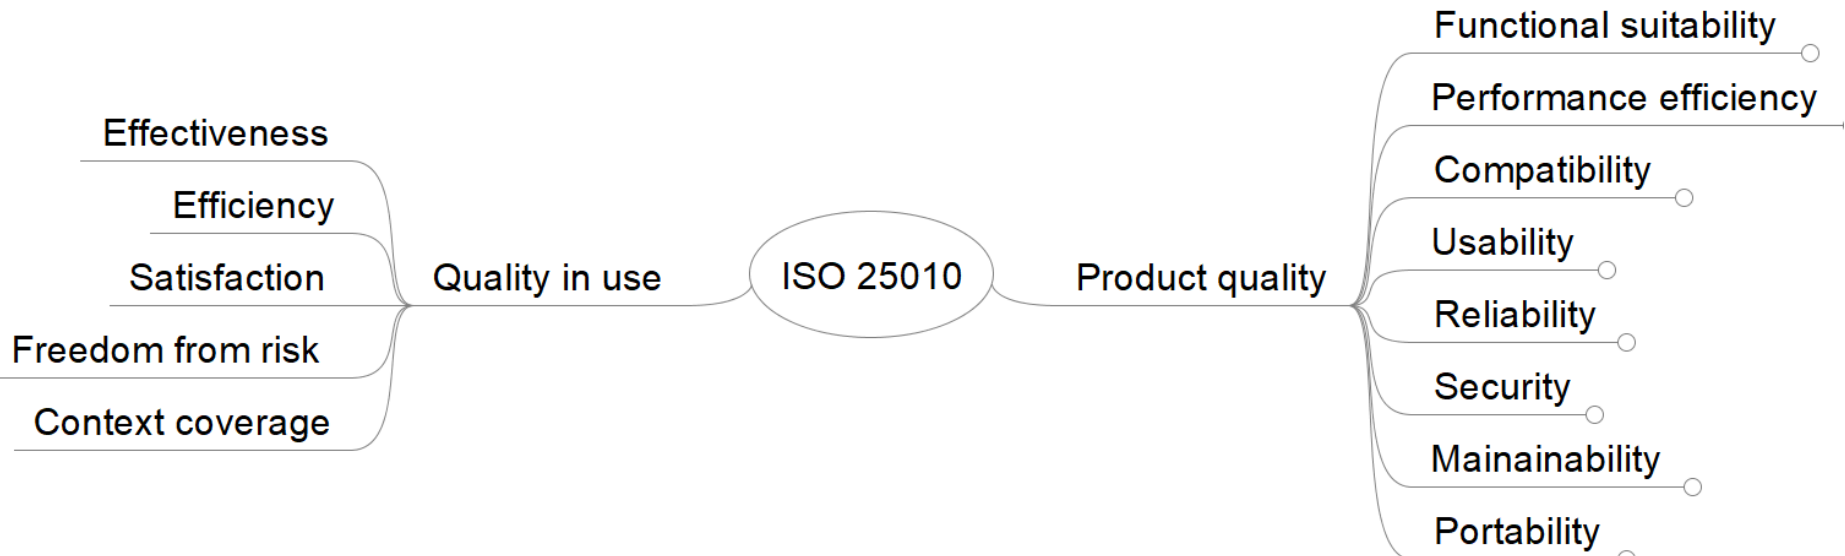 Effectiveness
Efficiency
Satisfaction
Freedom from risk
Context coverage
Quality in use
ISO 25010
Product quality
Functional suitability
Performance efficiency
Compatibility
Usability
Reliability
Security
Mainainability
Portability